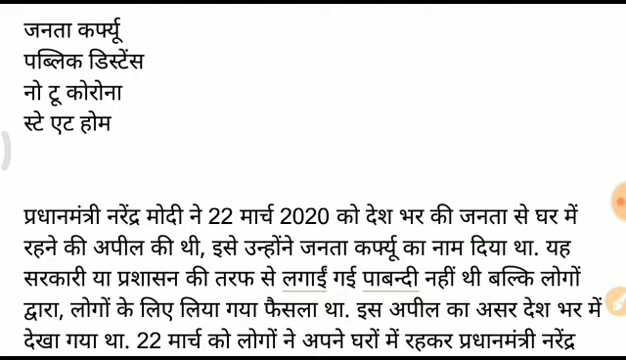 जनता कर्फ्यू
पब्लिक डिस्टेंस
नो टू कोरोना
स्टे एट होम
प्रधानमंत्री नरेंद्र मोदी ने 22 मार्च 2020 को देश भर की जनता से घर में
रहने की अपील की थी, इसे उन्होंने जनता कर्फ्यू का नाम दिया था. यह
सरकारी या प्रशासन की तरफ से लगाईं गई पाबन्दी नहीं थी बल्कि लोगों
द्वारा, लोगों के लिए लिया गया फैसला था. इस अपील का असर देश भर में
देखा गया था. 22 मार्च को लोगों ने अपने घरों में रहकर प्रधानमंत्री नरेंद्र